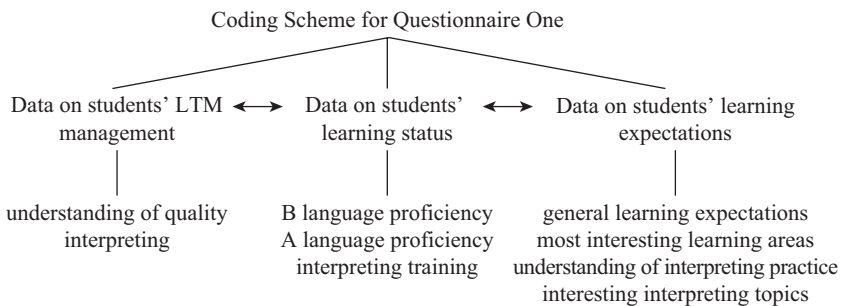 Coding Scheme for Questionnaire One
Data on students’ LTM
management
Data on students’
learning status
Data on students’ learning
expectations
understanding of quality
interpreting
B language proficiency
A language proficiency
interpreting training
general learning expectations
most interesting learning areas
understanding of interpreting practice
interesting interpreting topics